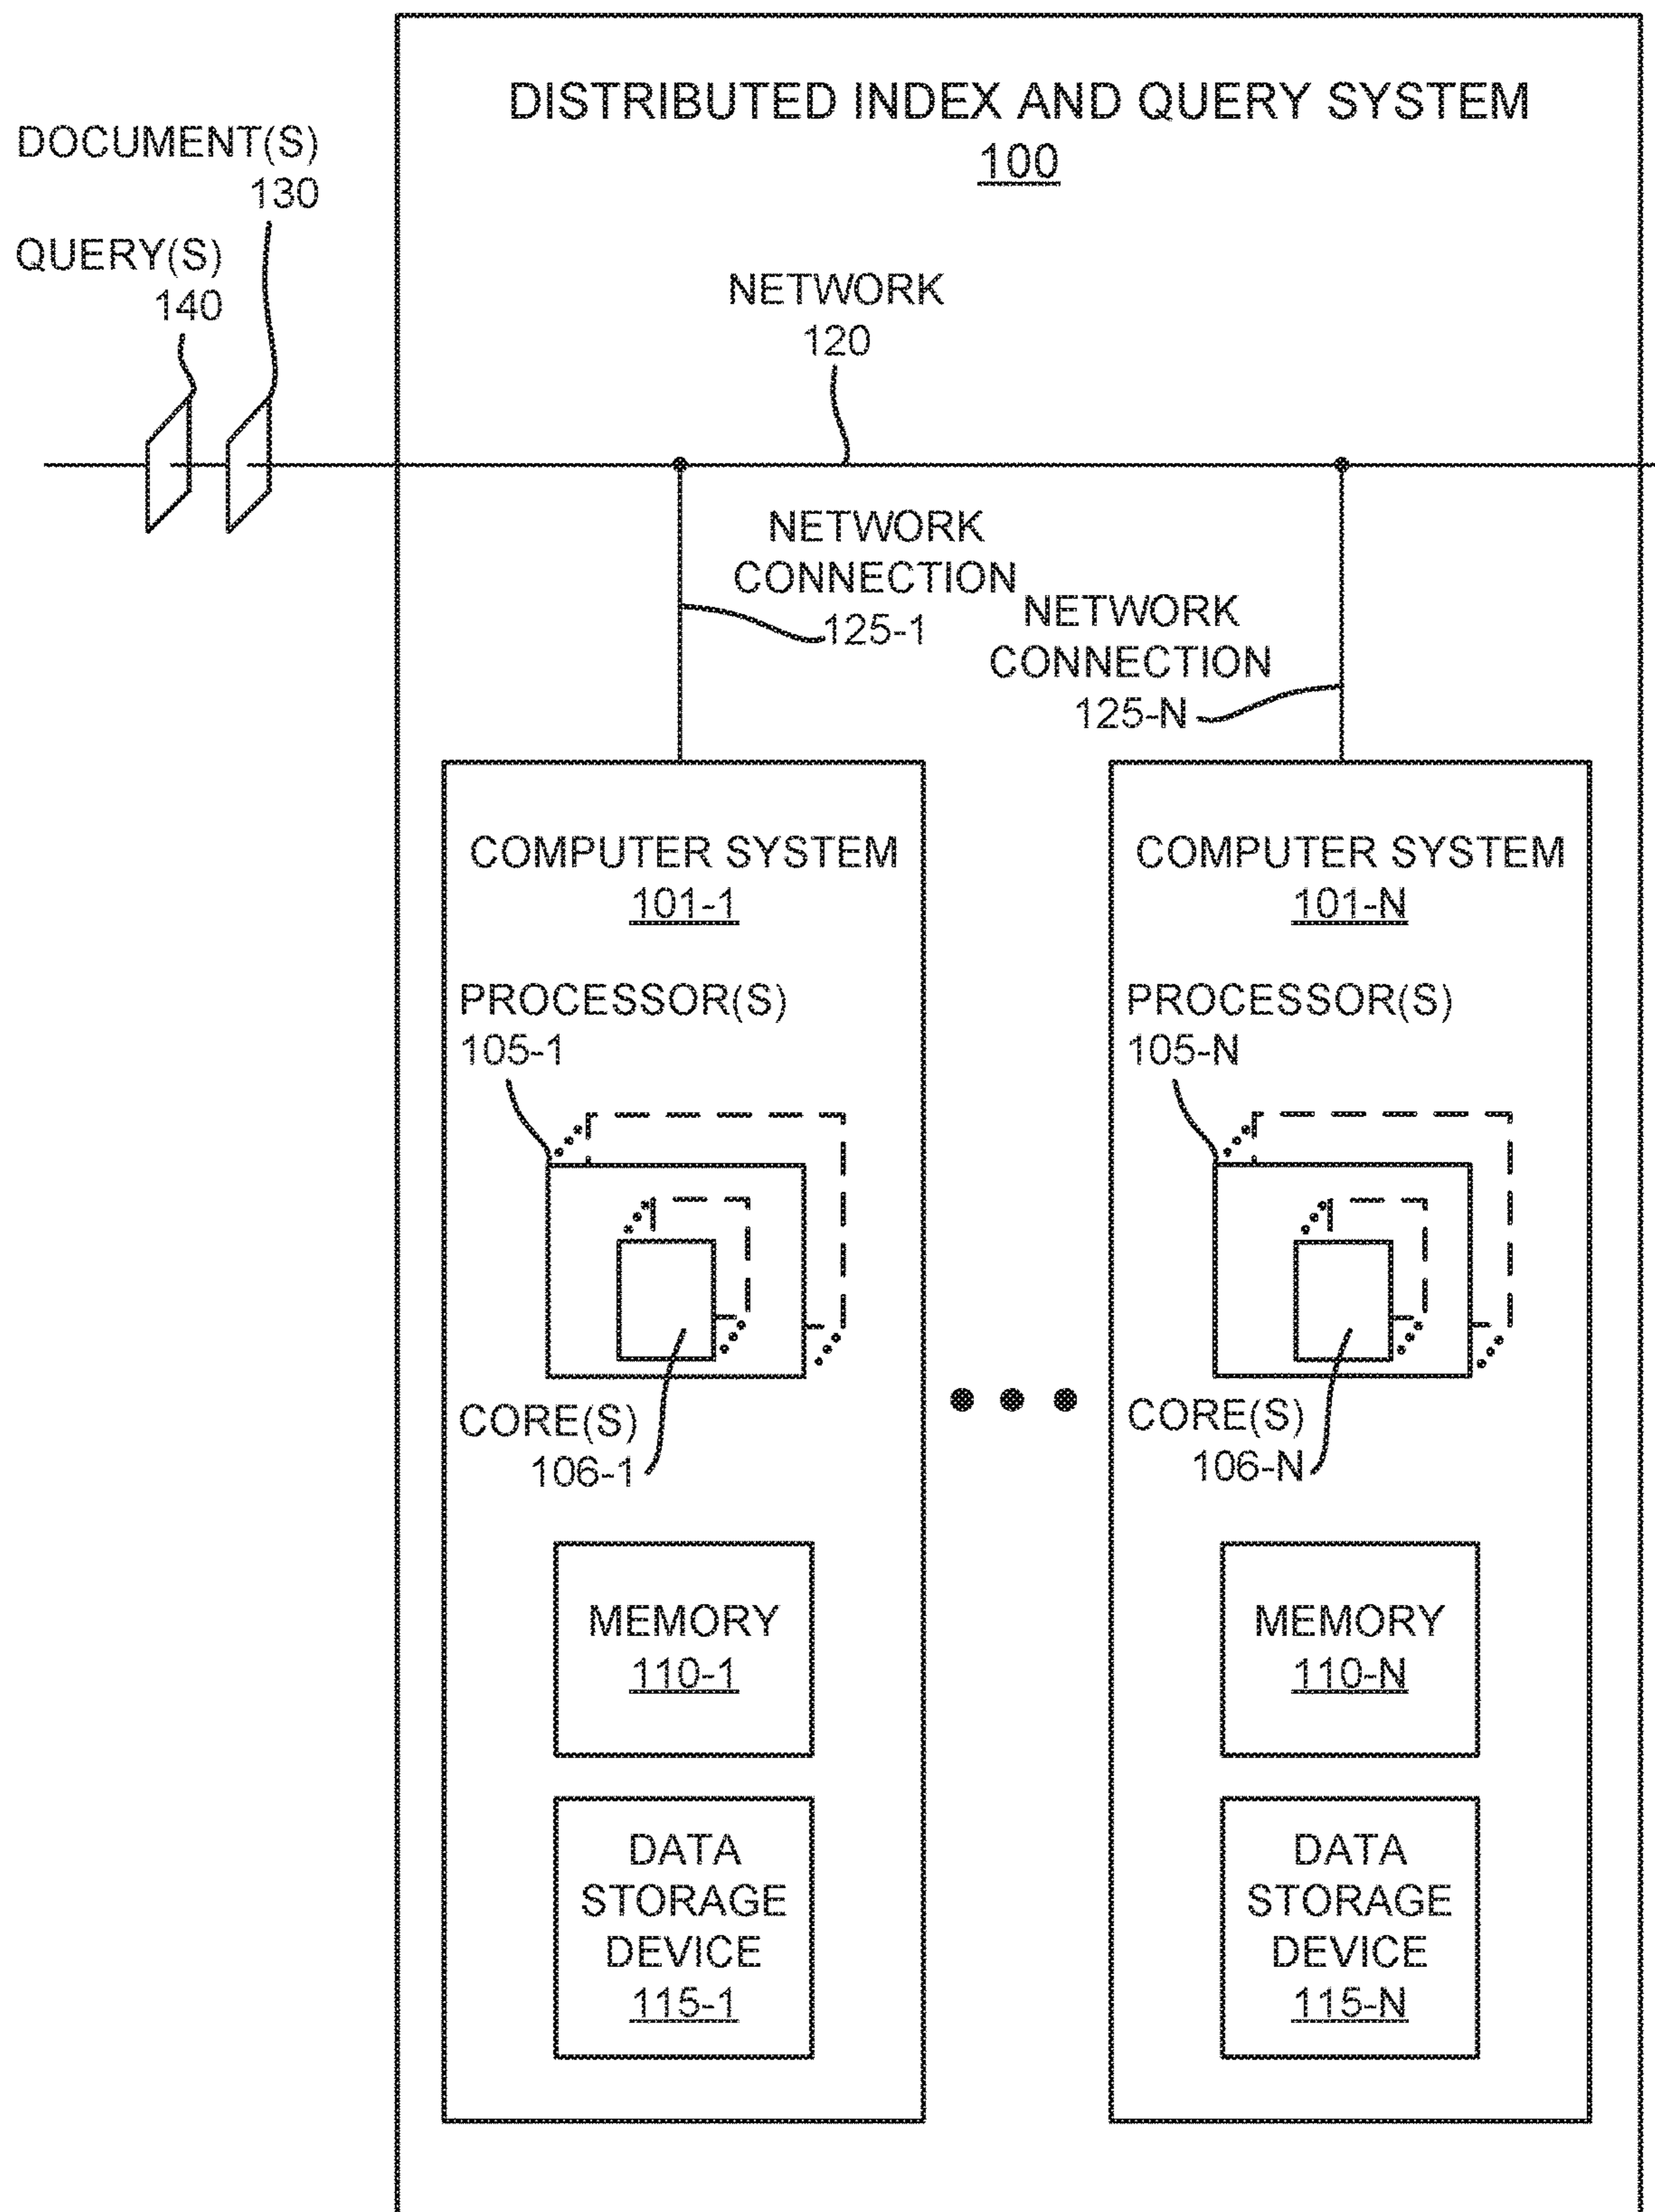 DISTRIBUTED INDEX AND QUERY SYSTEM
100
DOCUMENT(S)
130
QUERY(S)
140
NETWORK
120
NETWORK
CONNECTION
125-1
NETWORK
CONNECTION
125-N
COMPUTER SYSTEM
101-1
PROCESSOR(S)
105-1
CORE(S)
106-1
MEMORY
110-1
DATA
STORAGE
DEVICE
115-1
COMPUTER SYSTEM
101-N
PROCESSOR(S)
105-N
CORE(S)
106-N
MEMORY
110-N
DATA
STORAGE
DEVICE
115-N